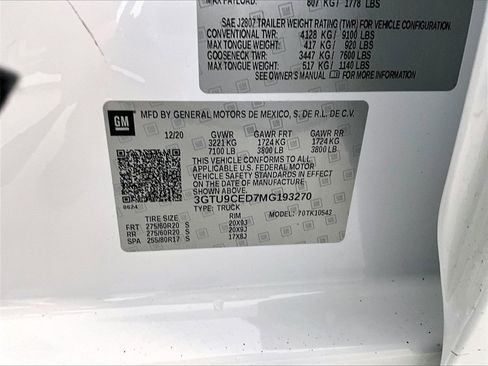 MAX PAYLOAD: 807 KG / 1778 LBS
SAE J2807 TRAILER WEIGHT RATING (TWR) FOR VEHICLE CONFIGURATION.
CONVENTIONAL TWR: 4128 KG / 9100 LBS
MAX TONGUE WEIGHT: 417 KG / 920 LBS
GOOSENECK TWR: 3447 KG / 7600 LBS
MAX TONGUE WEIGHT: 517 KG / 1140 LBS
SEE OWNER'S MANUAL FOR ADDITIONAL INFORMATION
GM MFD BY GENERAL MOTORS DE MEXICO, S. DE R.L. DE C.V.
12/20 GVWR GAWR FRT GAWR RR
3221 KG 1724 KG 1724 KG
7100 LB 3800 LB 3800 LB
THIS VEHICLE CONFORMS TO ALL
APPLICABLE U.S. FEDERAL MOTOR
VEHICLE SAFETY STANDARDS IN EFFECT
ON THE DATE OF MANUFACTURE
SHOWN ABOVE.
3GTU9CED7MG193270
0624 TYPE: TRUCK MODEL: 70TK10543
TIRE SIZE RIM
FRT 275/60R20 S 20X9J
RR 275/60R20 S 20X9J
SPA 255/80R17 S 17X8J